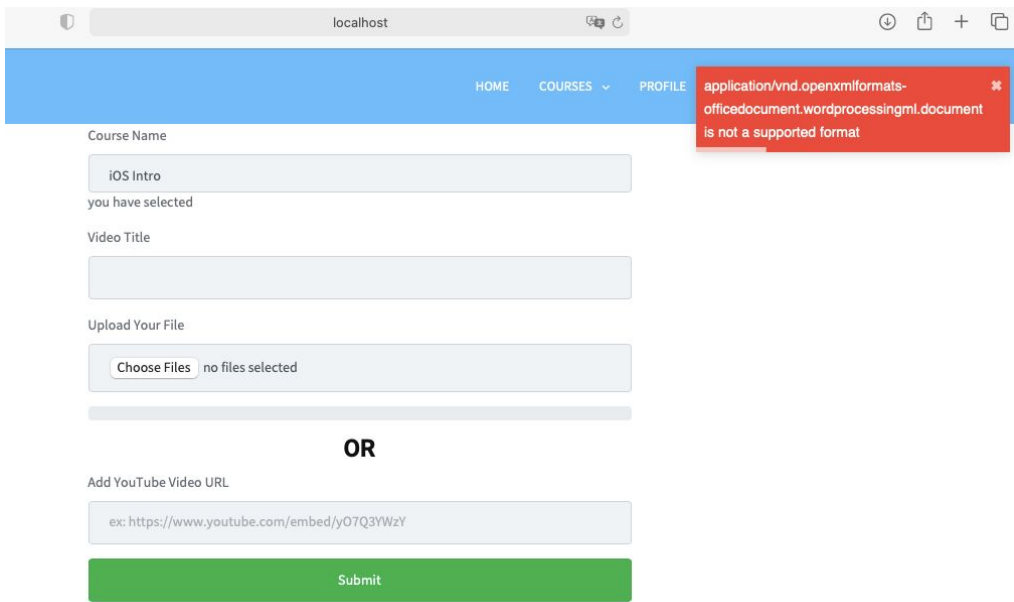 localhost
HOME COURSES PROFILE
application/vnd.openxmlformats-
officedocument.wordprocessingml.document
is not a supported format
Course Name
iOS Intro
you have selected
Video Title
Upload Your File
Choose Files no files selected
OR
Add YouTube Video URL
ex: https://www.youtube.com/embed/yO7Q3YWzY
Submit